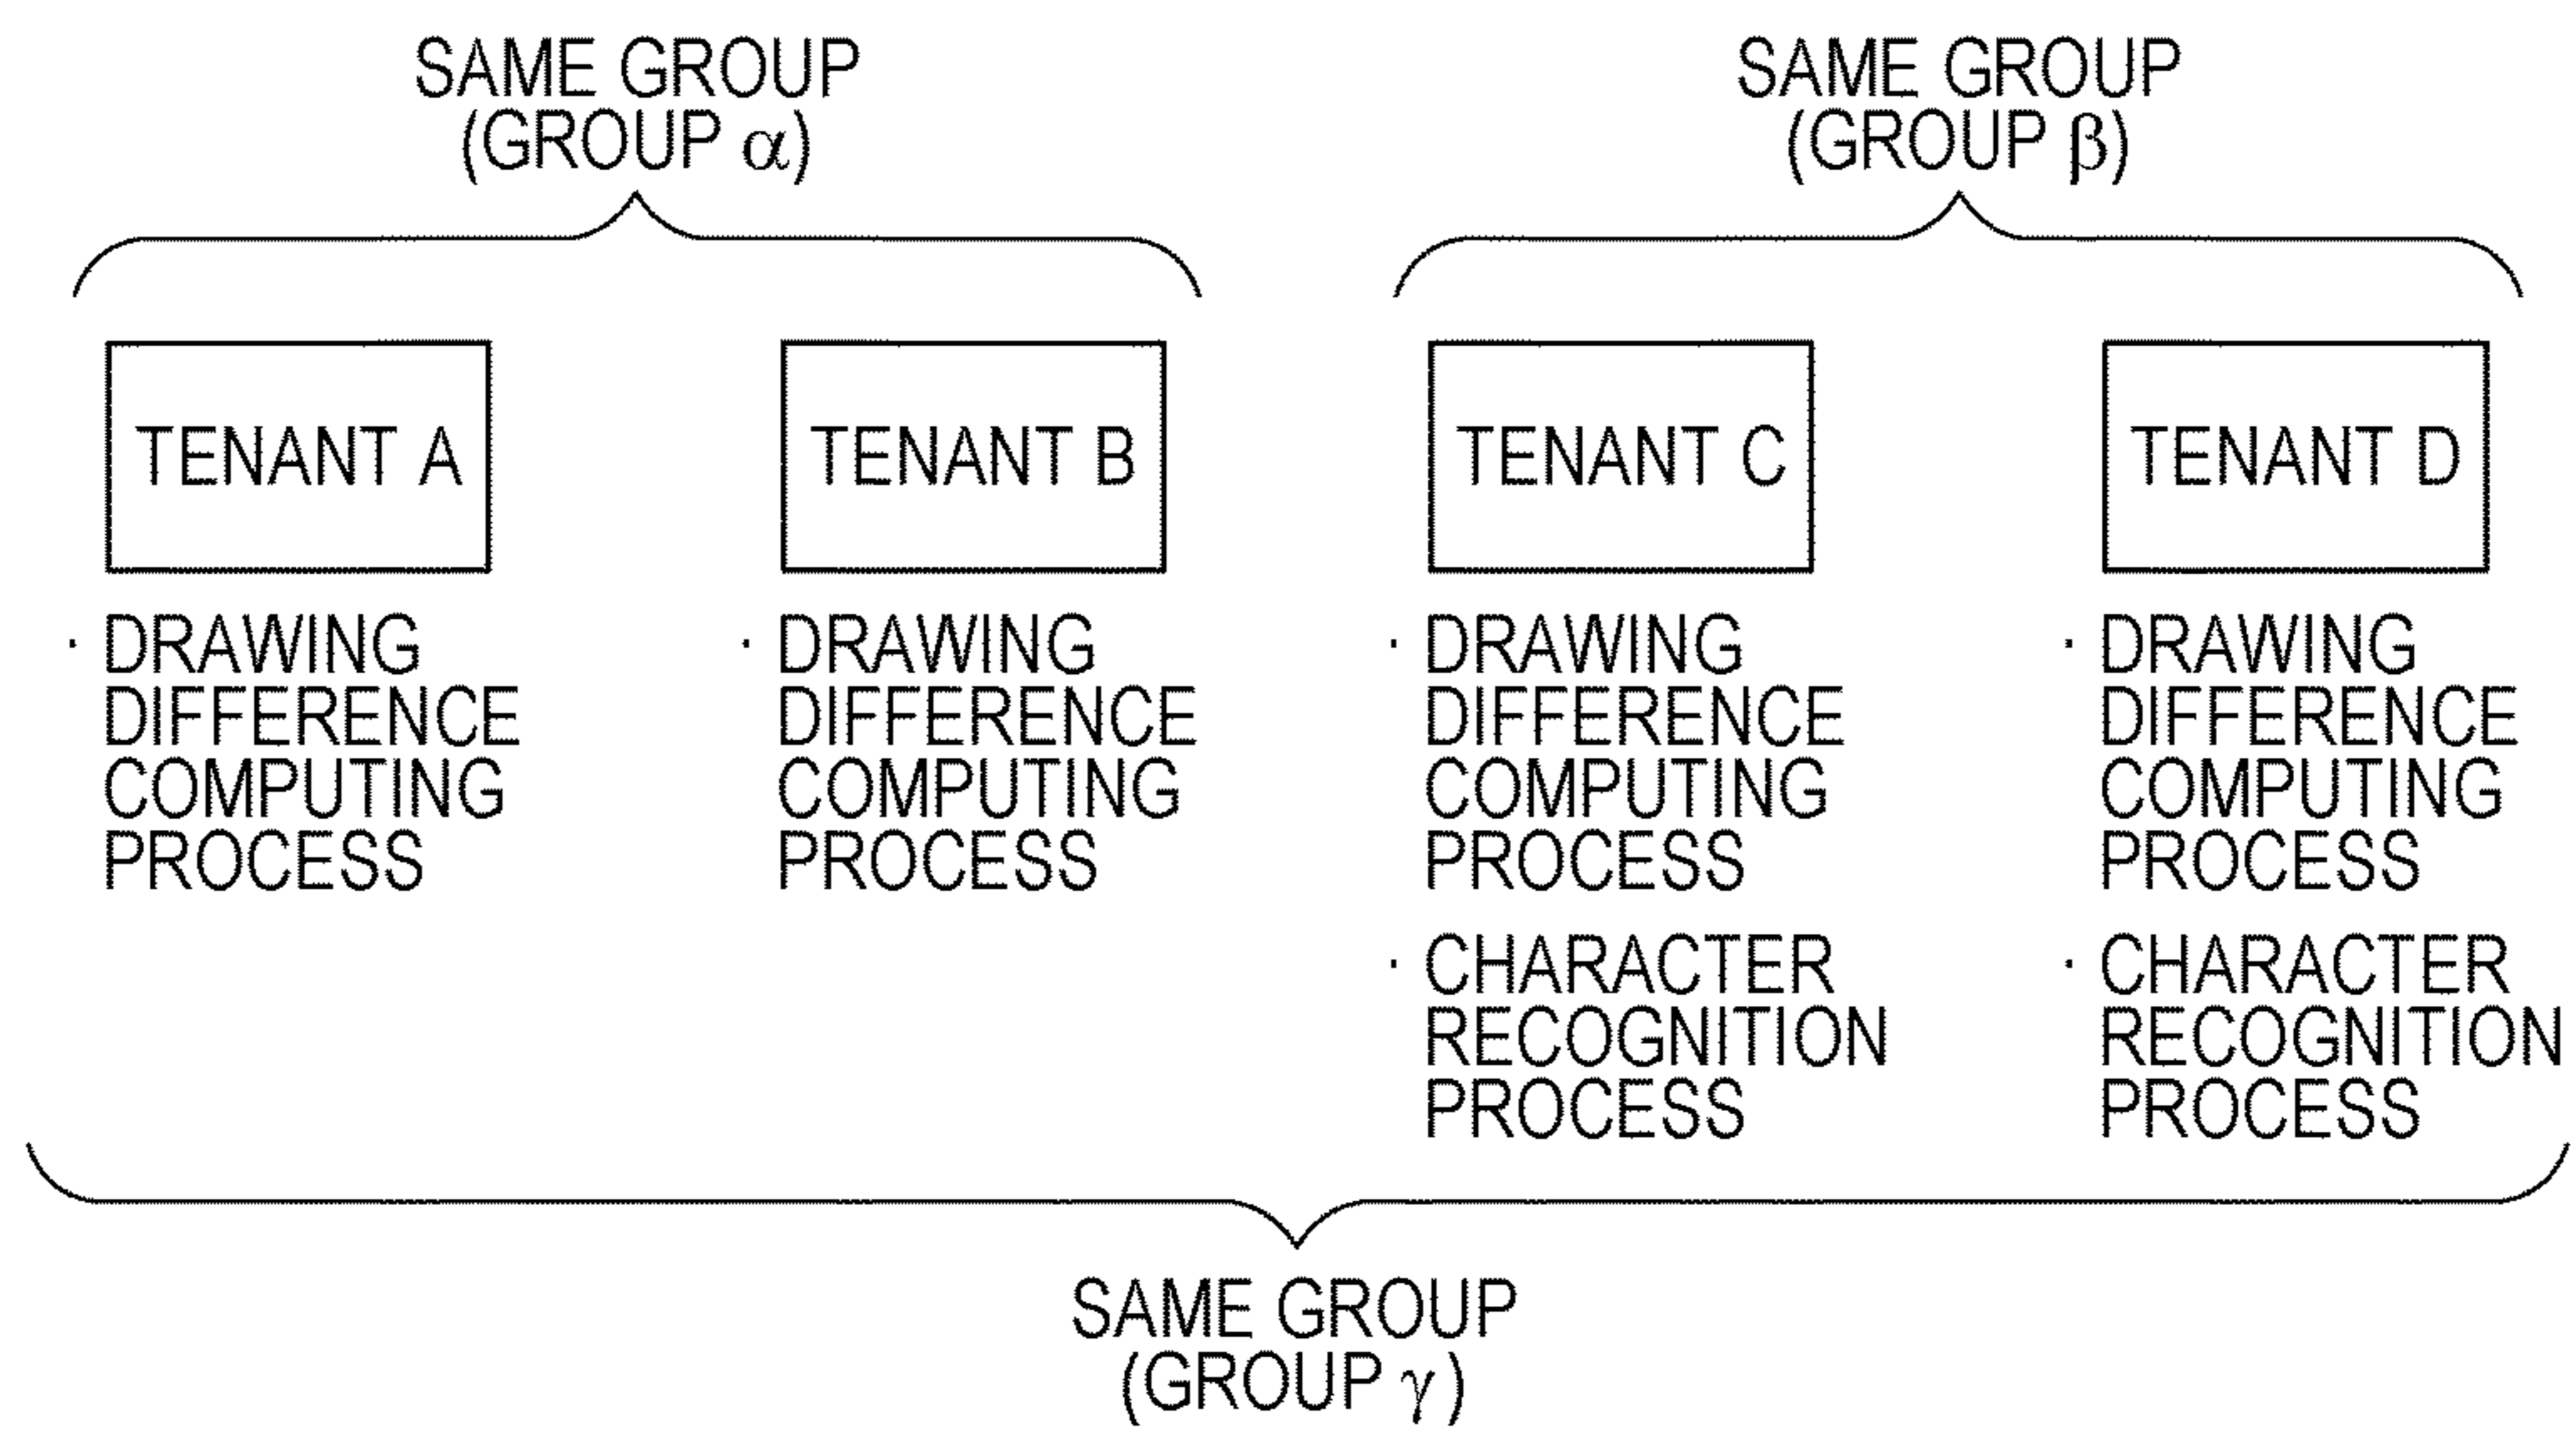 SAME GROUP
(GROUP α)
SAME GROUP
(GROUP β)
TENANT A
TENANT B
TENANT C
TENANT D
· DRAWING
DIFFERENCE
COMPUTING
PROCESS
· DRAWING
DIFFERENCE
COMPUTING
PROCESS
· DRAWING
DIFFERENCE
COMPUTING
PROCESS
· CHARACTER
RECOGNITION
PROCESS
· DRAWING
DIFFERENCE
COMPUTING
PROCESS
· CHARACTER
RECOGNITION
PROCESS
SAME GROUP
(GROUP γ)